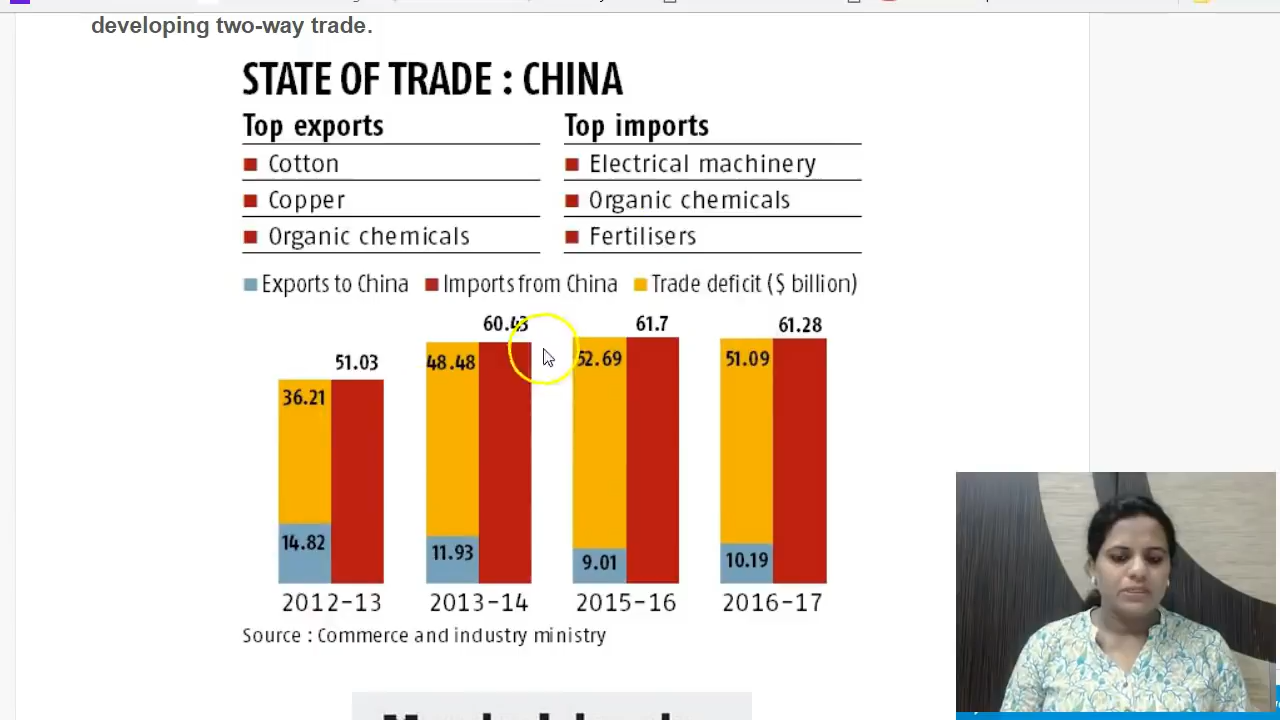 developing two-way trade.
STATE OF TRADE : CHINA
Top exports
Cotton
Copper
Organic chemicals
Top imports
Electrical machinery
Organic chemicals
Fertilisers
Exports to China Imports from China Trade deficit ($ billion)
51.03 60.43 61.7 61.28
36.21 48.48 52.69 51.09
14.82 11.93 9.01 10.19
2012-13 2013-14 2015-16 2016-17
Source : Commerce and industry ministry